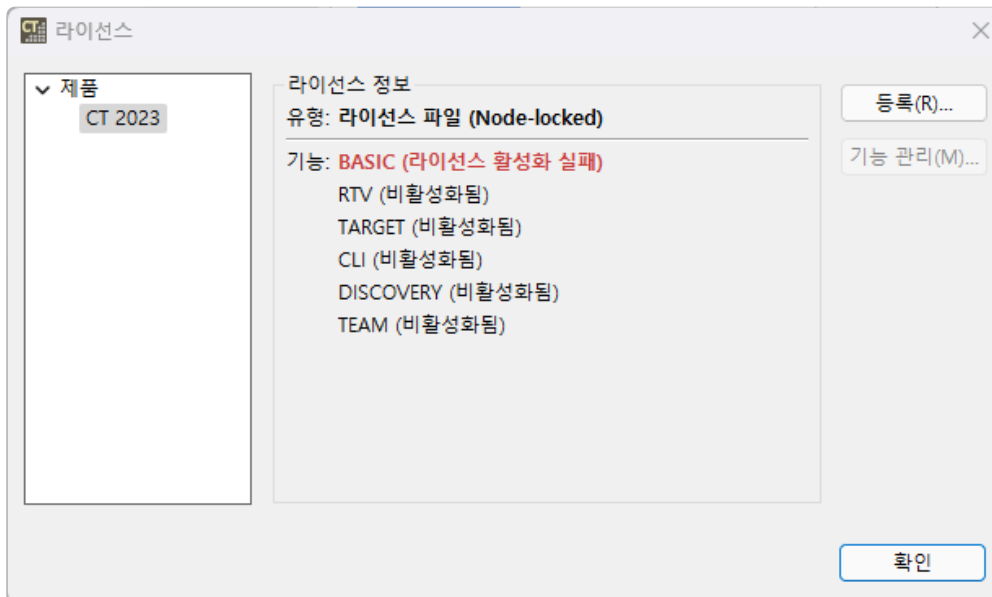 CT 라이선스
제품
CT 2023
라이선스 정보
유형: 라이선스 파일 (Node-locked)
기능: BASIC (라이선스 활성화 실패)
RTV (비활성화됨)
TARGET (비활성화됨)
CLI (비활성화됨)
DISCOVERY (비활성화됨)
TEAM (비활성화됨)
등록(R)...
기능 관리(M)...
확인